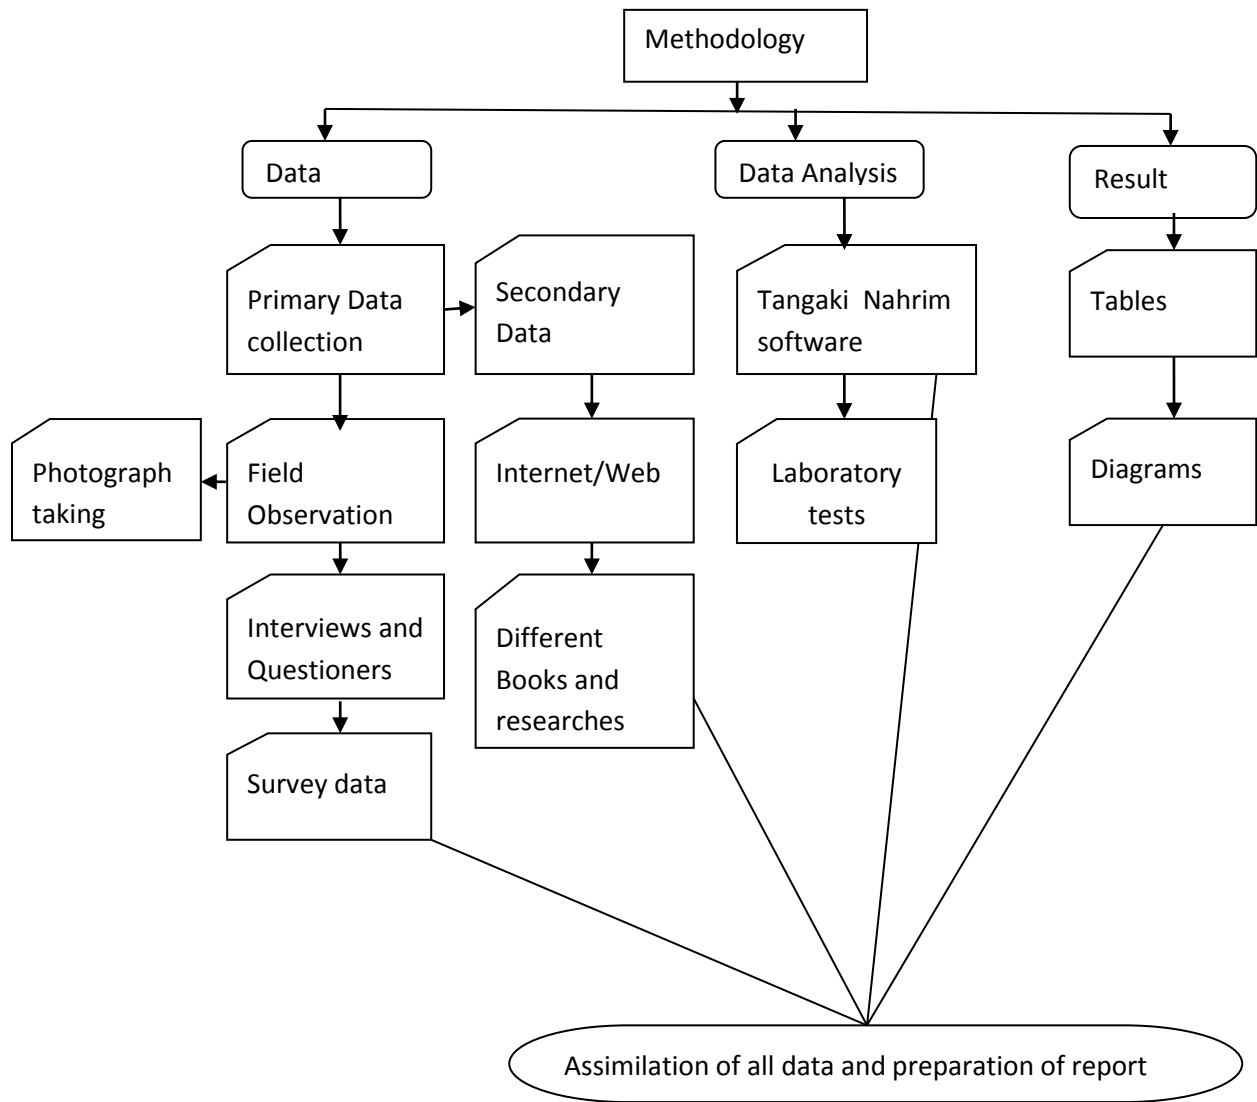 Methodology
Data
Data Analysis
Result
Primary Data
collection
Secondary
Data
Tangaki Nahrim
software
Tables
Photograph
taking
Field
Observation
Internet/Web
Laboratory
tests
Diagrams
Interviews and
Questioners
Different
Books and
researches
Survey data
Assimilation of all data and preparation of report